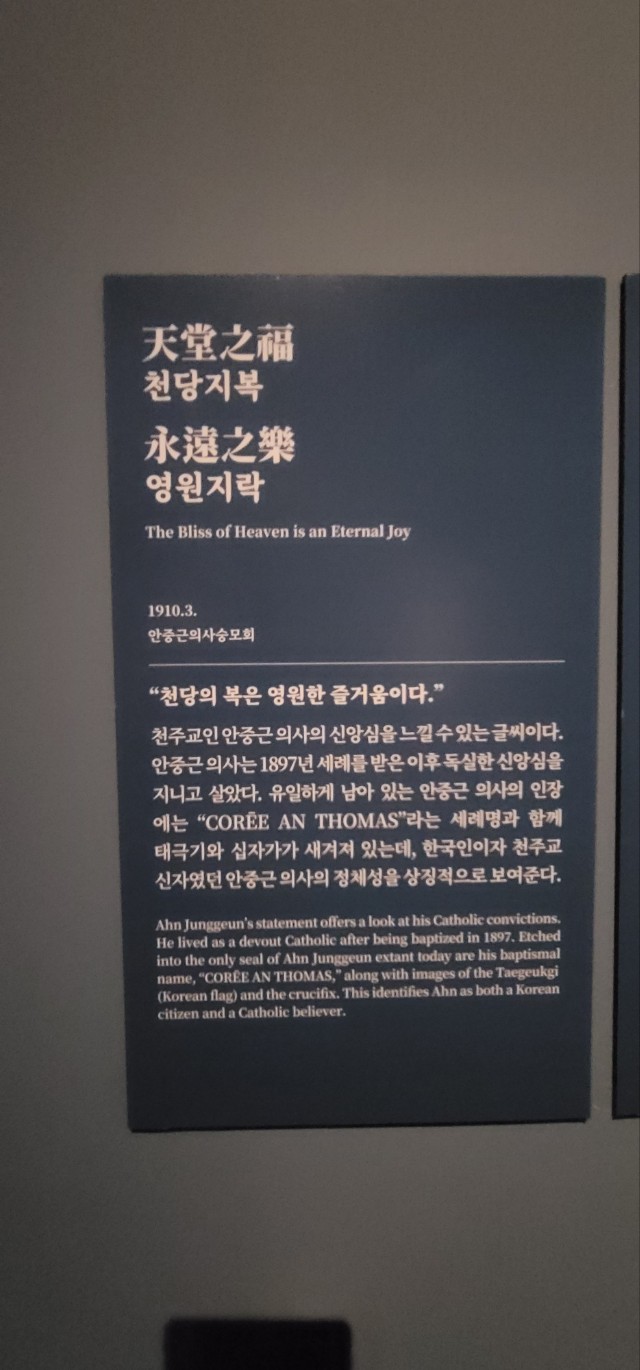 天堂之福
천당지복
永遠之樂
영원지락
The Bliss of Heaven is an Eternal Joy
1910.3.
안중근의사숭모회
“천당의 복은 영원한 즐거움이다.”
천주교인 안중근 의사의 신앙심을 느낄 수 있는 글씨이다.
안중근 의사는 1897년 세례를 받은 이후 독실한 신앙심을
지니고 살았다. 유일하게 남아 있는 안중근 의사의 인장
에는 “CORĒE AN THOMAS”라는 세례명과 함께
태극기와 십자가가 새겨져 있는데, 한국인이자 천주교
신자였던 안중근 의사의 정체성을 상징적으로 보여준다.
Ahn Junggeun’s statement offers a look at his Catholic convictions.
He lived as a devout Catholic after being baptized in 1897. Etched
into the only seal of Ahn Junggeun extant today are his baptismal
name, “CORĒE AN THOMAS,” along with images of the Taegeukgi
(Korean flag) and the crucifix. This identifies Ahn as both a Korean
citizen and a Catholic believer.